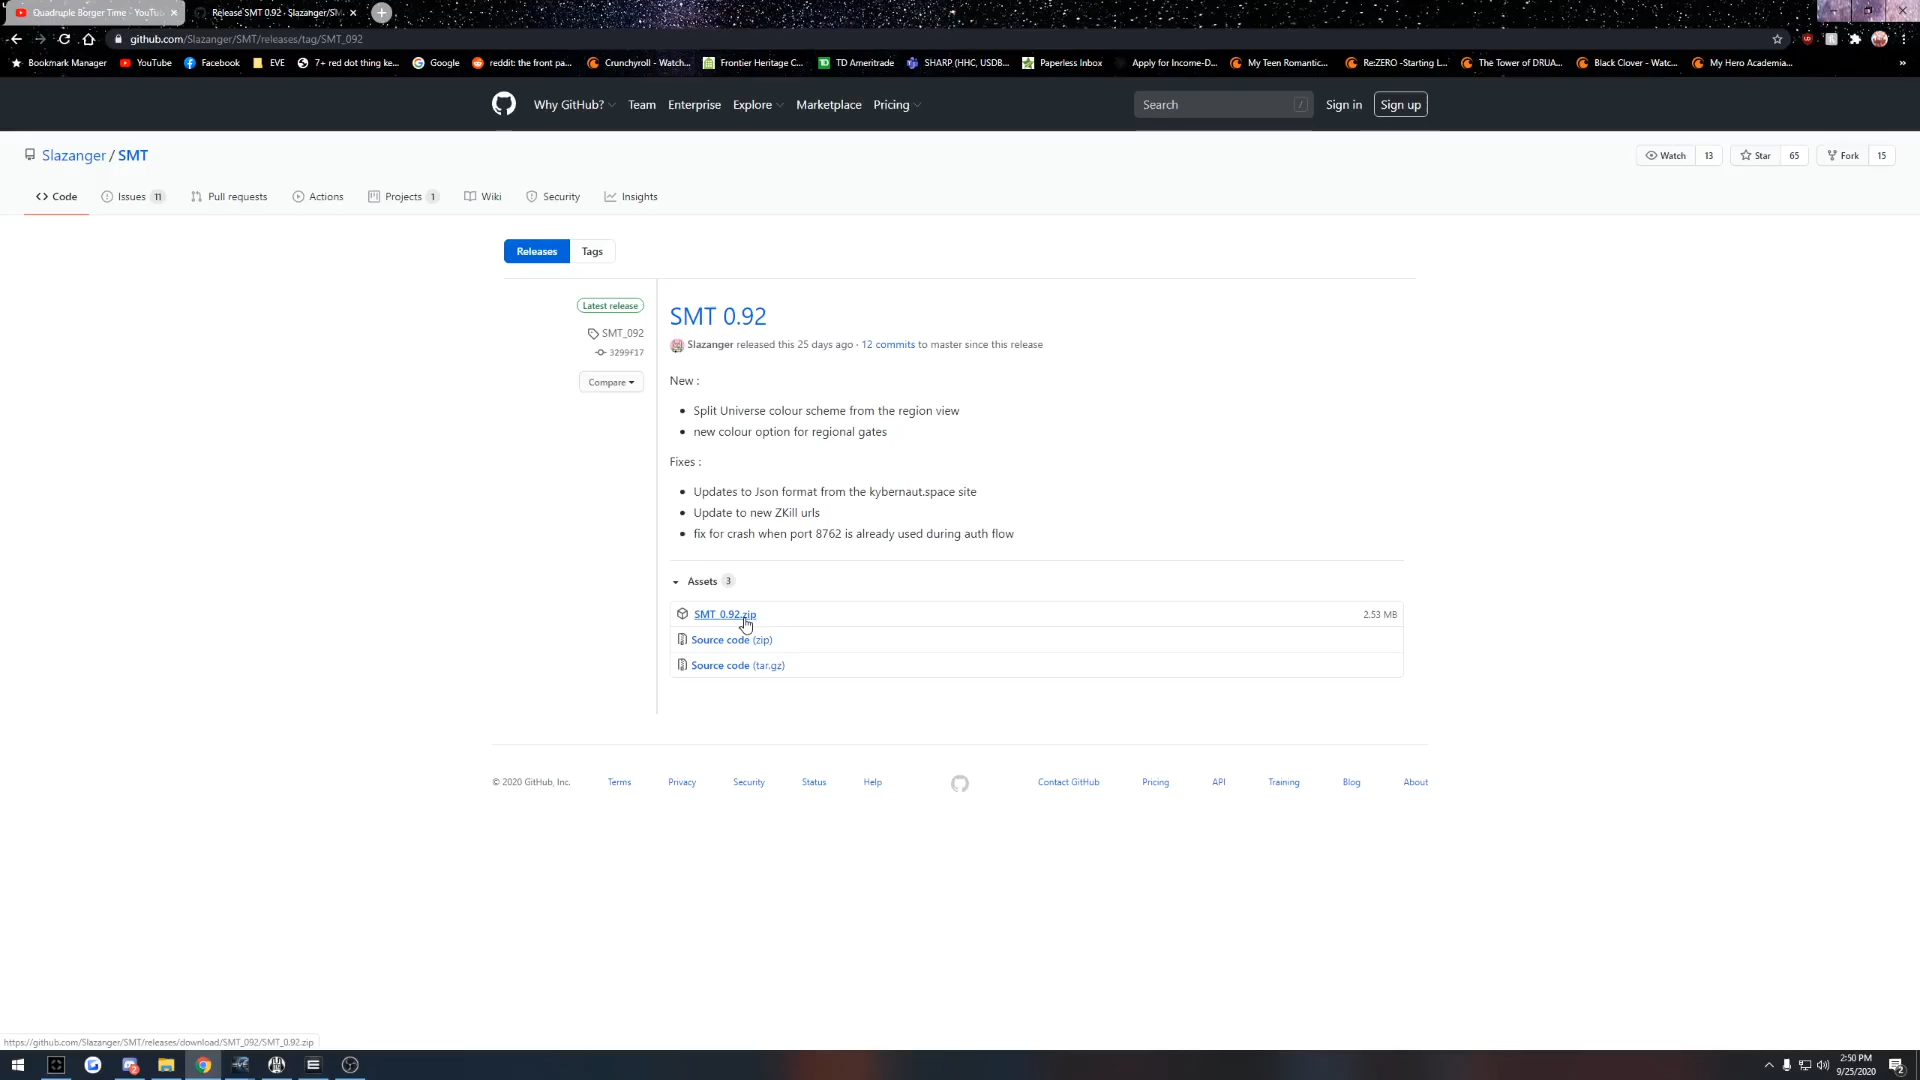 Quadruple Borger Time - YouTu
Release SMT 0.92 · Slazanger/SM
github.com/Slazanger/SMT/releases/tag/SMT_092
Bookmark Manager
YouTube
Facebook
EVE
7+ red dot thing ke...
Google
reddit: the front pa...
Crunchyroll - Watch...
Frontier Heritage C...
TD Ameritrade
SHARP (HHC, USDB...
Paperless Inbox
Apply for Income-D...
My Teen Romantic...
Re:ZERO -Starting L...
The Tower of DRUA...
Black Clover - Watc...
My Hero Academia...
»
Why GitHub?
Team
Enterprise
Explore
Marketplace
Pricing
Search
/
Sign in
Sign up
Slazanger / SMT
Watch 13
Star 65
Fork 15
Code
Issues 11
Pull requests
Actions
Projects 1
Wiki
Security
Insights
Releases
Tags
Latest release
SMT_092
3299f17
Compare
SMT 0.92
Slazanger released this 25 days ago · 12 commits to master since this release
New :
• Split Universe colour scheme from the region view
• new colour option for regional gates
Fixes :
• Updates to Json format from the kybernaut.space site
• Update to new ZKill urls
• fix for crash when port 8762 is already used during auth flow
Assets 3
SMT_0.92.zip
2.53 MB
Source code (zip)
Source code (tar.gz)
© 2020 GitHub, Inc.
Terms
Privacy
Security
Status
Help
Contact GitHub
Pricing
API
Training
Blog
About
https://github.com/Slazanger/SMT/releases/download/SMT_092/SMT_0.92.zip
2:50 PM
9/25/2020